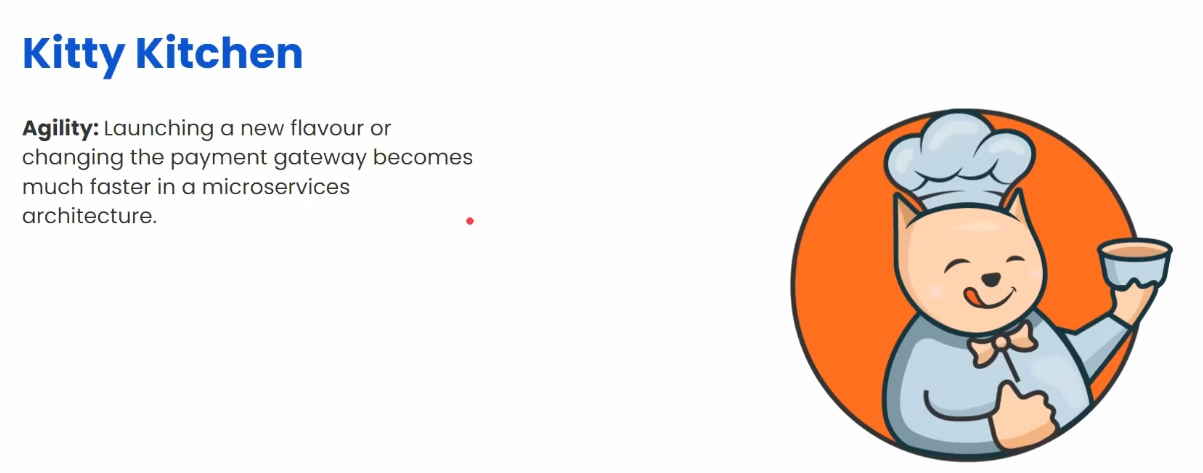 Kitty Kitchen
Agility: Launching a new flavour or
changing the payment gateway becomes
much faster in a microservices
architecture.